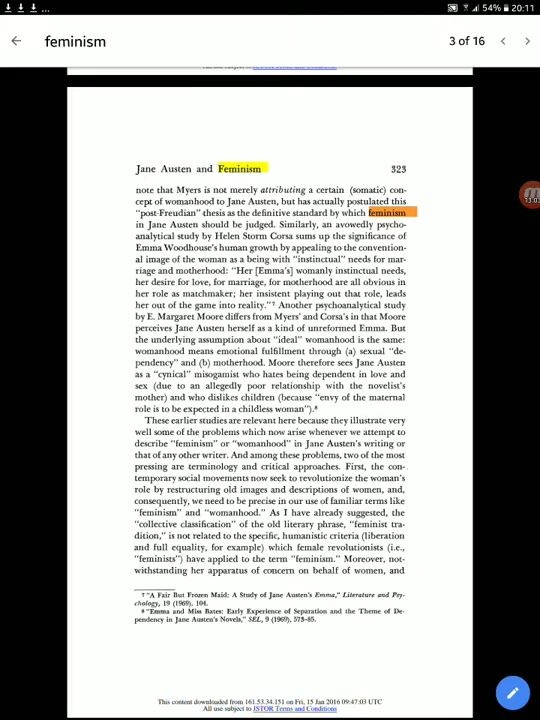 ... 54% 20:11
feminism 3 of 16
All use subject to JSTOR Terms and Conditions
Jane Austen and Feminism 323
note that Myers is not merely attributing a certain (somatic) con-
cept of womanhood to Jane Austen, but has actually postulated this
"post-Freudian" thesis as the definitive standard by which feminism
in Jane Austen should be judged. Similarly, an avowedly psycho-
analytical study by Helen Storm Corsa sums up the significance of
Emma Woodhouse's human growth by appealing to the convention-
al image of the woman as a being with "instinctual" needs for mar-
riage and motherhood: "Her [Emma's] womanly instinctual needs,
her desire for love, for marriage, for motherhood are all obvious in
her role as matchmaker; her insistent playing out that role, leads
her out of the game into reality."7 Another psychoanalytical study
by E. Margaret Moore differs from Myers' and Corsa's in that Moore
perceives Jane Austen herself as a kind of unreformed Emma. But
the underlying assumption about "ideal" womanhood is the same:
womanhood means emotional fulfillment through (a) sexual "de-
pendency" and (b) motherhood. Moore therefore sees Jane Austen
as a "cynical" misogamist who hates being dependent in love and
sex (due to an allegedly poor relationship with the novelist's
mother) and who dislikes children (because "envy of the maternal
role is to be expected in a childless woman").8
These earlier studies are relevant here because they illustrate very
well some of the problems which now arise whenever we attempt to
describe "feminism" or "womanhood" in Jane Austen's writing or
that of any other writer. And among these problems, two of the most
pressing are terminology and critical approaches. First, the con-
temporary social movements now seek to revolutionize the woman's
role by restructuring old images and descriptions of women, and,
consequently, we need to be precise in our use of familiar terms like
"feminism" and "womanhood." As I have already suggested, the
"collective classification" of the old literary phrase, "feminist tra-
dition," is not related to the specific, humanistic criteria (liberation
and full equality, for example) which female revolutionists (i.e.,
"feminists") have applied to the term "feminism." Moreover, not-
withstanding her apparatus of concern on behalf of women, and
7 "A Fair But Frozen Maid: A Study of Jane Austen's Emma," Literature and Psy-
chology, 19 (1969), 104.
8 "Emma and Miss Bates: Early Experience of Separation and the Theme of De-
pendency in Jane Austen's Novels," SEL, 9 (1969), 573-85.
This content downloaded from 161.53.34.151 on Fri, 15 Jun 2016 09:47:03 UTC
All use subject to JSTOR Terms and Conditions